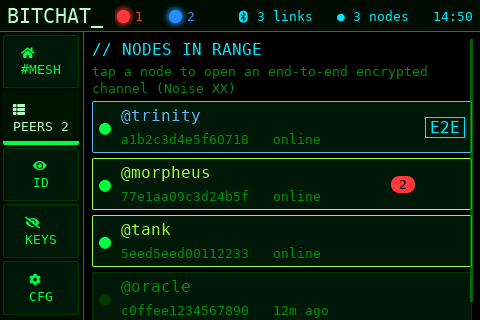 BITCHAT_ 1 2 3 links 3 nodes 14:50
#MESH
PEERS 2
ID
KEYS
CFG
// NODES IN RANGE
tap a node to open an end-to-end encrypted
channel (Noise XX)
@trinity
a1b2c3d4e5f60718 online
E2E
@morpheus
77e1aa09c3d24b5f online
2
@tank
5eed5eed00112233 online
@oracle
c0ffee1234567890 12m ago